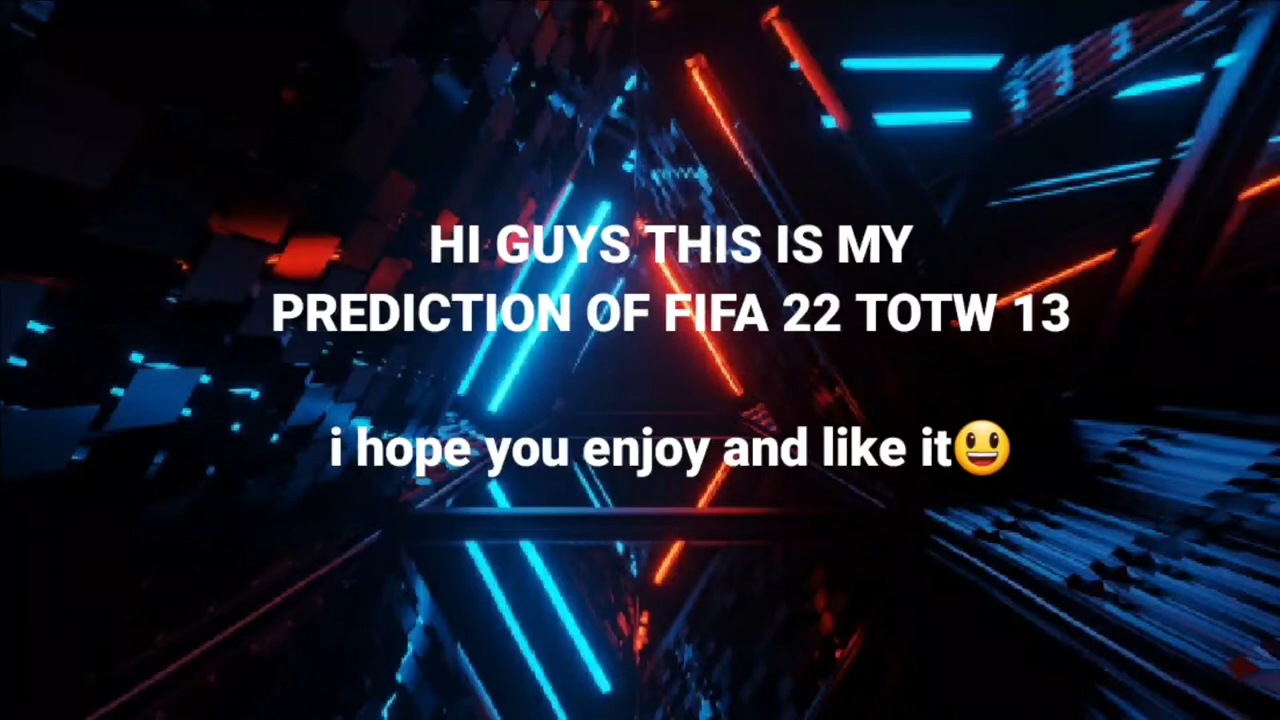 HI GUYS THIS IS MY
PREDICTION OF FIFA 22 TOTW 13
i hope you enjoy and like it😃